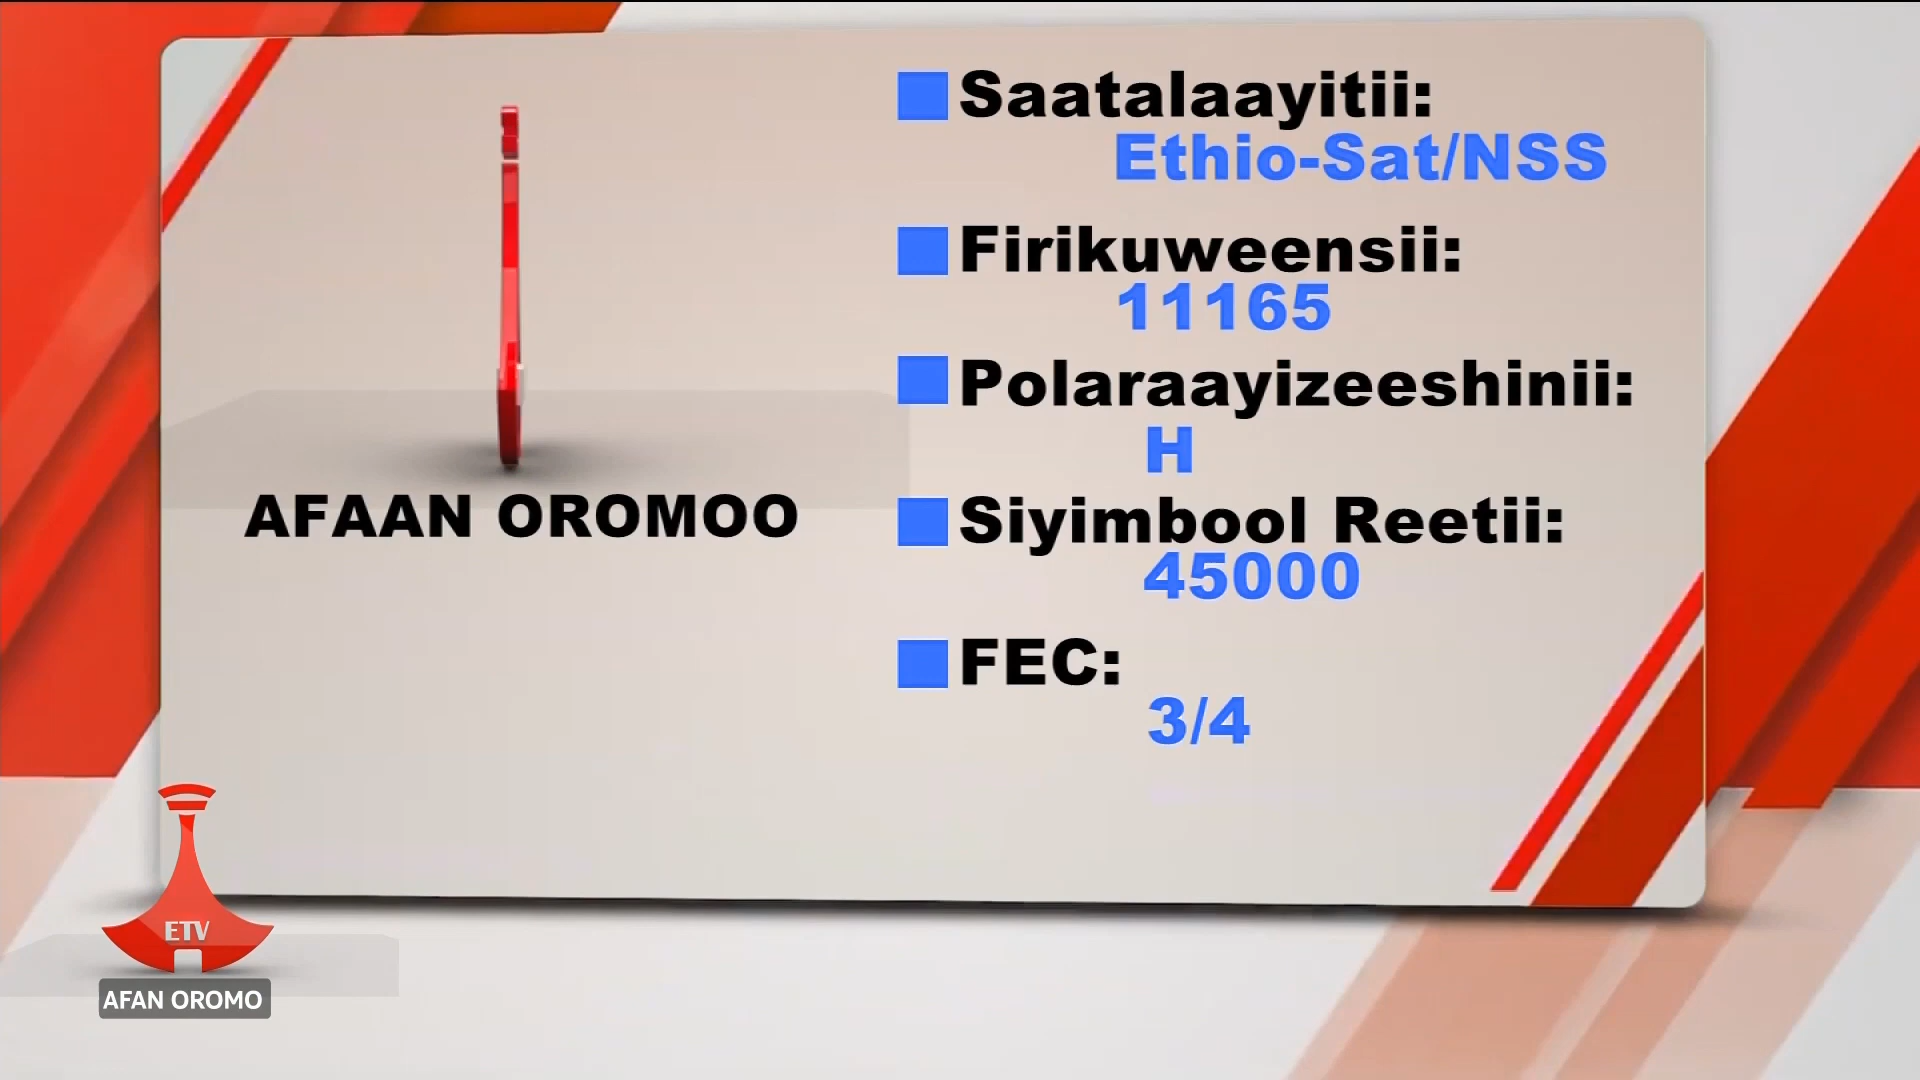 Saatalaayitii:
Ethio-Sat/NSS
Firikuweensii:
11165
Polaraayizeeshinii:
H
Siyimbool Reetii:
45000
FEC:
3/4
AFAAN OROMOO
ETV
AFAN OROMO